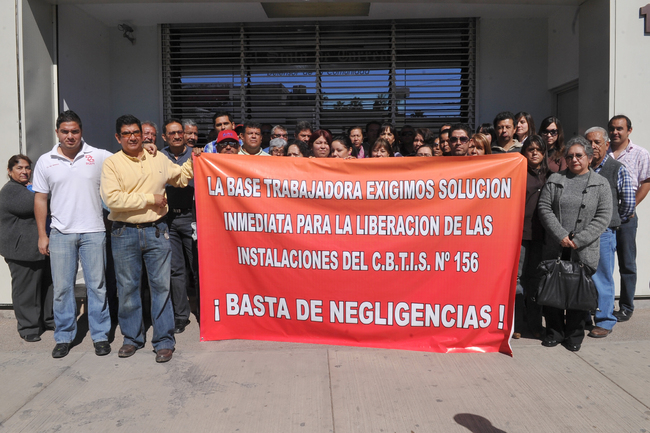 LA BASE TRABAJADORA EXIGIMOS SOLUCION
INMEDIATA PARA LA LIBERACION DE LAS
INSTALACIONES DEL C.B.T.I.S. Nº 156
¡ BASTA DE NEGLIGENCIAS !